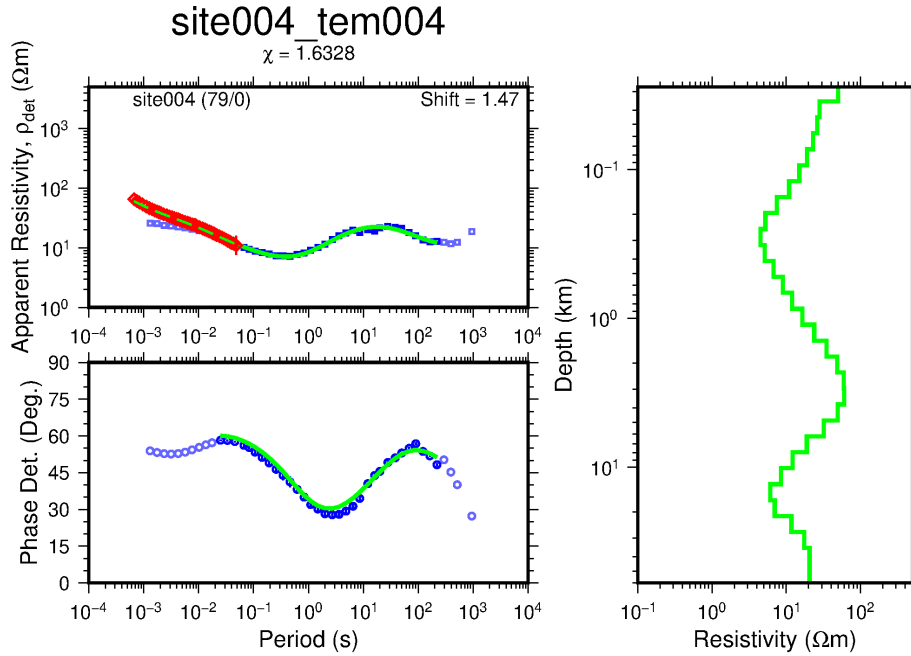 site004_tem004
χ = 1.6328
site004 (79/0)
Shift = 1.47
Apparent Resistivity, ρdet (Ωm)
10³
10²
10¹
10⁰
10⁻⁴ 10⁻³ 10⁻² 10⁻¹ 10⁰ 10¹ 10² 10³ 10⁴
Phase Det. (Deg.)
90
75
60
45
30
15
0
10⁻⁴ 10⁻³ 10⁻² 10⁻¹ 10⁰ 10¹ 10² 10³ 10⁴
Period (s)
Depth (km)
10⁻¹
10⁰
10¹
10⁻¹ 10⁰ 10¹ 10²
Resistivity (Ωm)